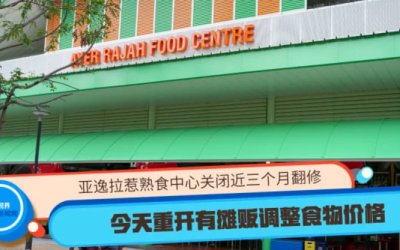 AYER RAJAH FOOD CENTRE
亚逸拉惹熟食中心关闭近三个月翻修
今天重开有摊贩调整食物价格